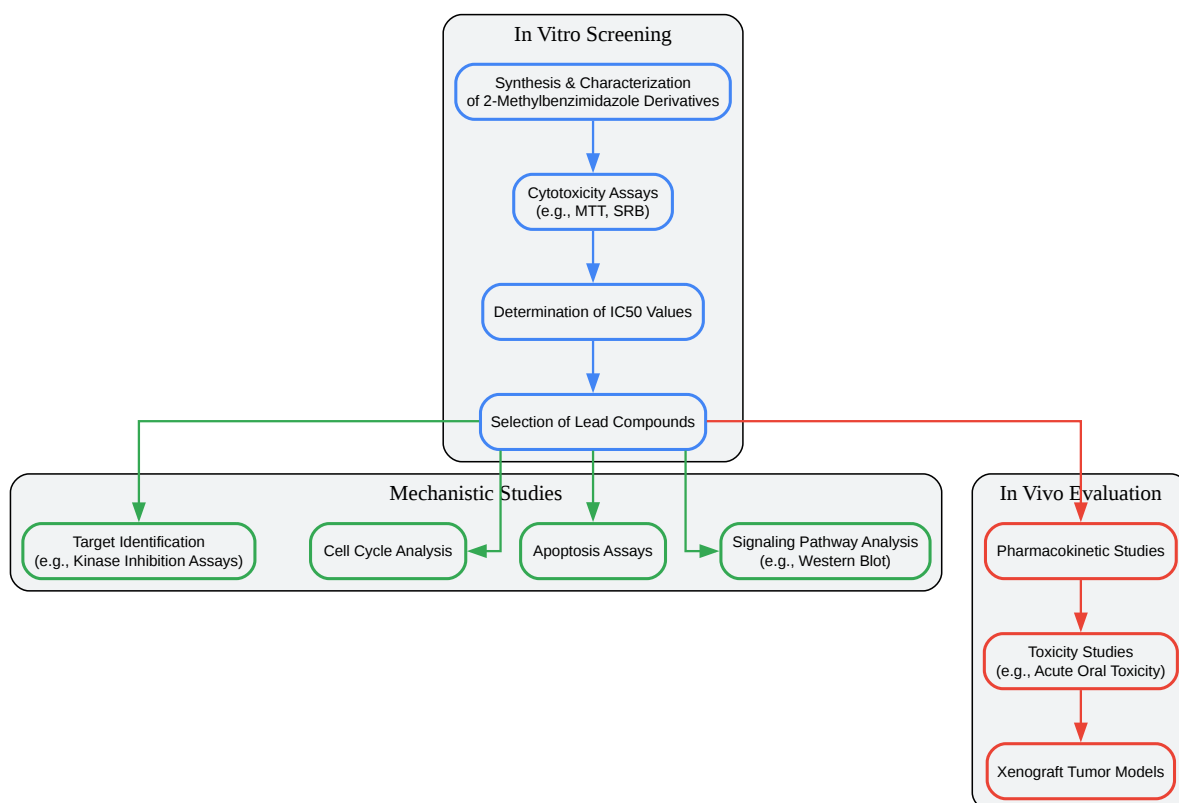 In Vitro Screening
Synthesis & Characterization
of 2-Methylbenzimidazole Derivatives
Cytotoxicity Assays
(e.g., MTT, SRB)
Determination of IC50 Values
Selection of Lead Compounds
Mechanistic Studies
Target Identification
(e.g., Kinase Inhibition Assays)
Cell Cycle Analysis
Apoptosis Assays
Signaling Pathway Analysis
(e.g., Western Blot)
In Vivo Evaluation
Pharmacokinetic Studies
Toxicity Studies
(e.g., Acute Oral Toxicity)
Xenograft Tumor Models